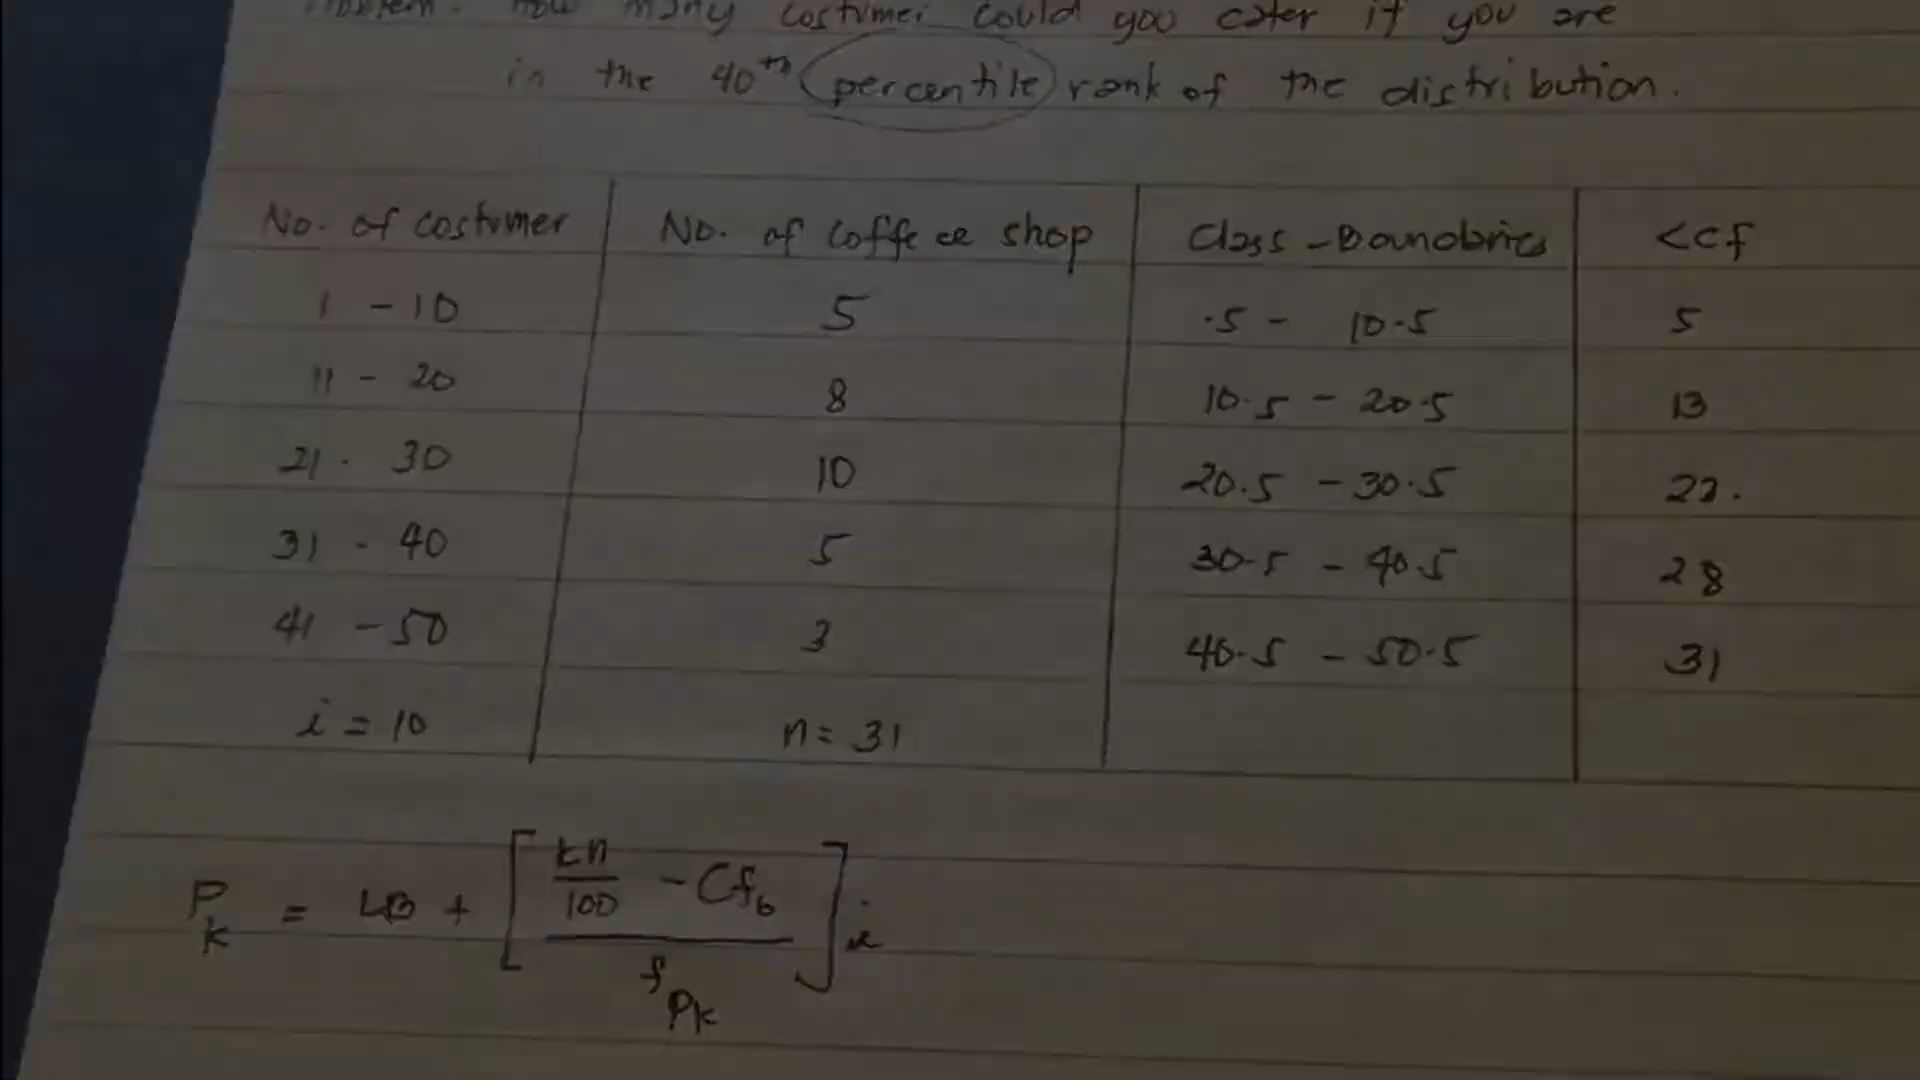 many costumer could you cater if you are
in the 40th percentile rank of the distribution.
No. of costumer No. of coffee shop Class-Boundaries <cf
1 - 10 5 .5 - 10.5 5
11 - 20 8 10.5 - 20.5 13
21 - 30 10 20.5 - 30.5 23.
31 - 40 5 30.5 - 40.5 28
41 - 50 3 40.5 - 50.5 31
i = 10 n = 31
Pk = LB + [ (kn/100 - Cfb) / fPk ] i